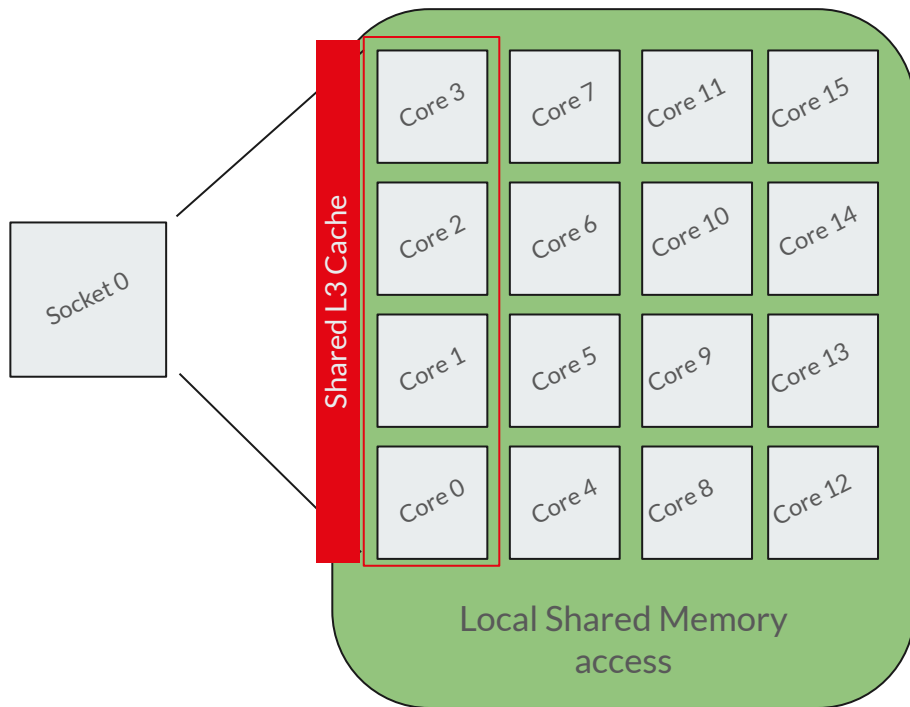 Socket 0
Shared L3 Cache
Core 3
Core 7
Core 11
Core 15
Core 2
Core 6
Core 10
Core 14
Core 1
Core 5
Core 9
Core 13
Core 0
Core 4
Core 8
Core 12
Local Shared Memory
access